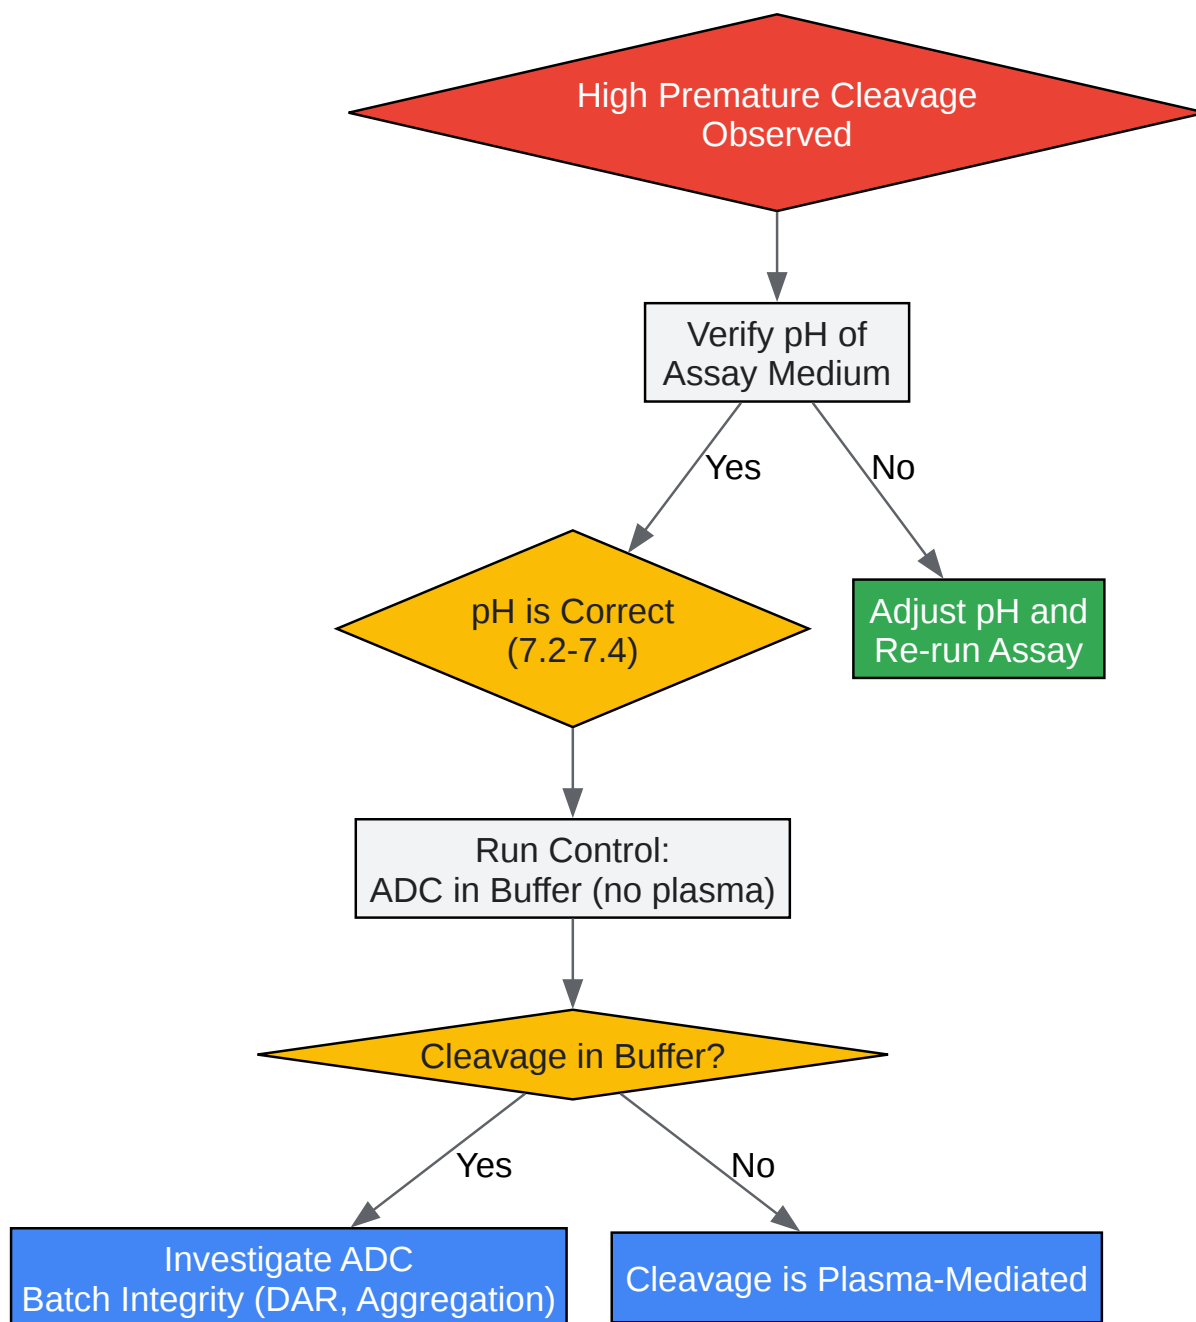 High Premature Cleavage
Observed
Verify pH of
Assay Medium
Yes
No
pH is Correct
(7.2-7.4)
Adjust pH and
Re-run Assay
Run Control:
ADC in Buffer (no plasma)
Cleavage in Buffer?
Yes
No
Investigate ADC
Batch Integrity (DAR, Aggregation)
Cleavage is Plasma-Mediated